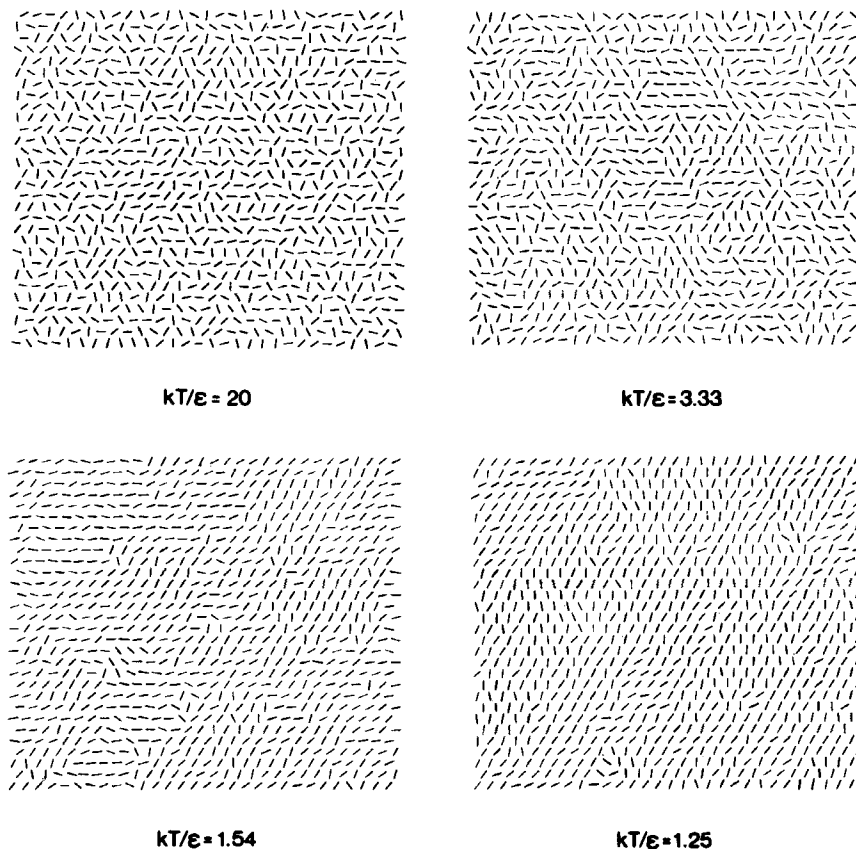 kT/ε = 20
kT/ε = 3.33
kT/ε = 1.54
kT/ε = 1.25